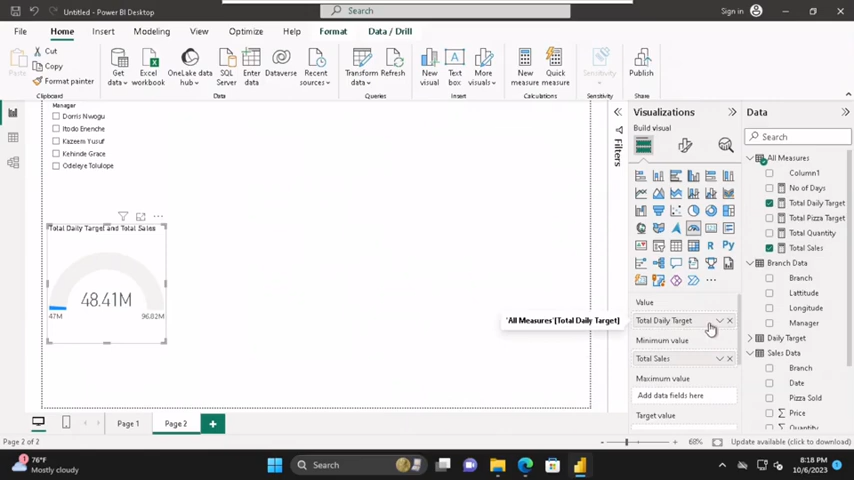 Untitled - Power BI Desktop
Search
Sign in
File
Home
Insert
Modeling
View
Optimize
Help
Format
Data / Drill
Paste
Cut
Copy
Format painter
Get data
Excel workbook
OneLake data hub
SQL Server
Enter data
Dataverse
Recent sources
Transform data
Refresh
New visual
Text box
More visuals
New measure
Quick measure
Sensitivity
Publish
Clipboard
Data
Queries
Insert
Calculations
Sensitivity
Share
Manager
Dorris Nwogu
Itodo Enenche
Kazeem Yusuf
Kehinde Grace
Odeleye Tolulope
Total Daily Target and Total Sales
48.41M
47M
96.82M
Filters
Visualizations
Build visual
R
Py
Value
Total Daily Target
'All Measures'[Total Daily Target]
Minimum value
Total Sales
Maximum value
Add data fields here
Target value
Data
Search
All Measures
Column1
No of Days
Total Daily Target
Total Pizza Target
Total Quantity
Total Sales
Branch Data
Branch
Lattitude
Longitude
Manager
Daily Target
Sales Data
Branch
Date
Pizza Sold
Price
Quantity
Page 1
Page 2
Page 2 of 2
68%
Update available (click to download)
76°F
Mostly cloudy
Search
8:18 PM
10/6/2023